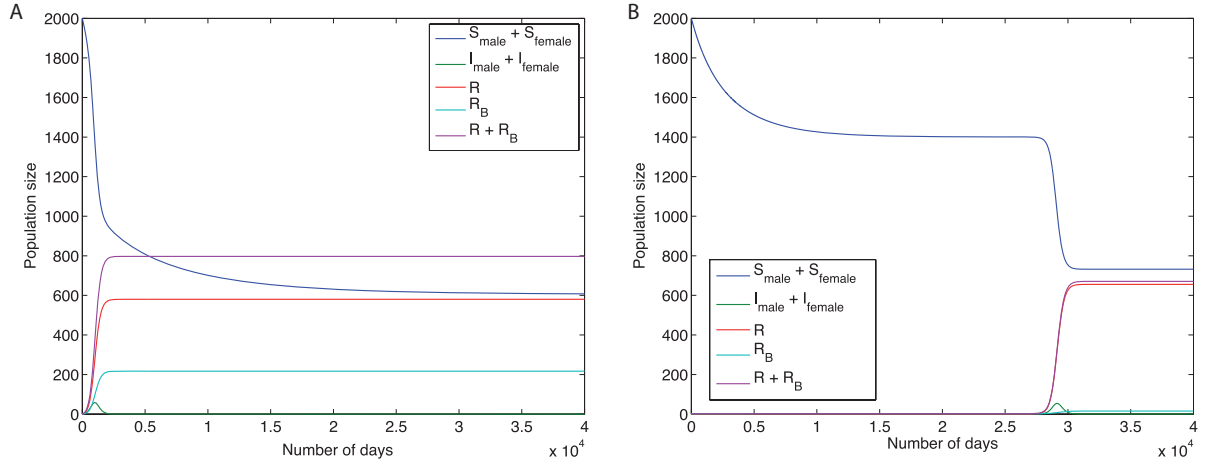 A
2000
1800
1600
1400
1200
1000
800
600
400
200
0
Population size
0
0.5
1
1.5
2
2.5
3
3.5
4
x 10^4
Number of days
S_male + S_female
I_male + I_female
R
R_B
R + R_B
B
2000
1800
1600
1400
1200
1000
800
600
400
200
0
Population size
0
0.5
1
1.5
2
2.5
3
3.5
4
x 10^4
Number of days
S_male + S_female
I_male + I_female
R
R_B
R + R_B